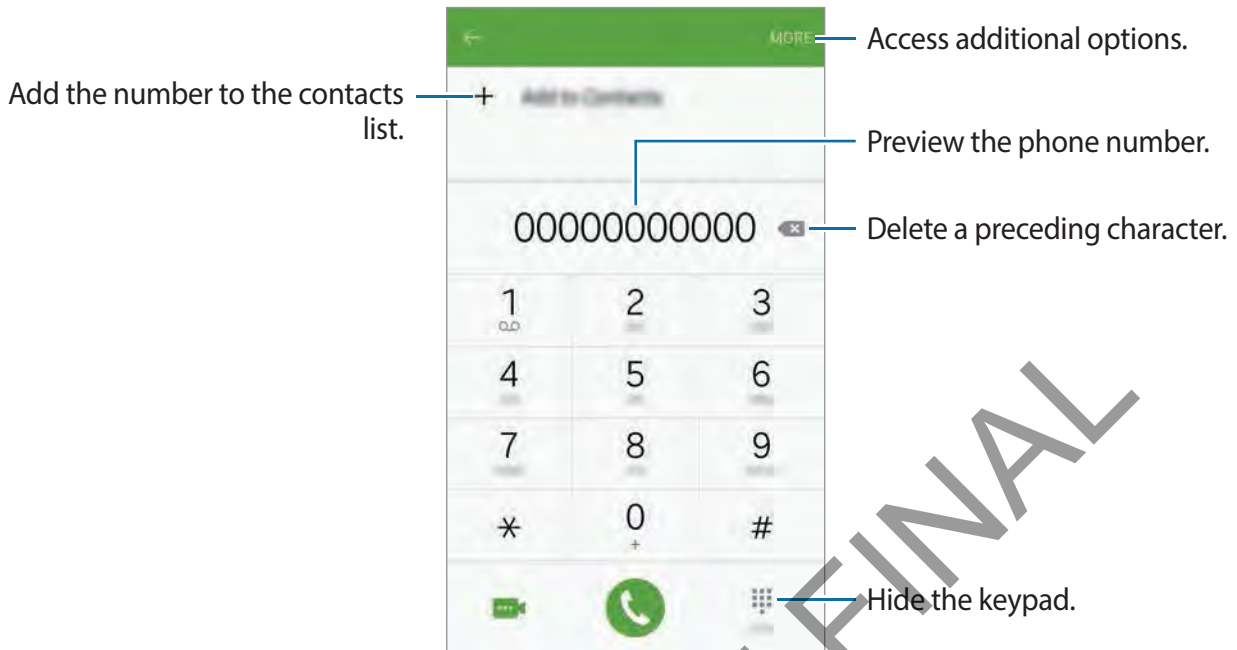 MORE
Access additional options.
Add the number to the contacts
list.
Add to Contacts
Preview the phone number.
00000000000
Delete a preceding character.
1
2
3
4
5
6
7
8
9
*
0
#
+
Hide the keypad.
FINAL